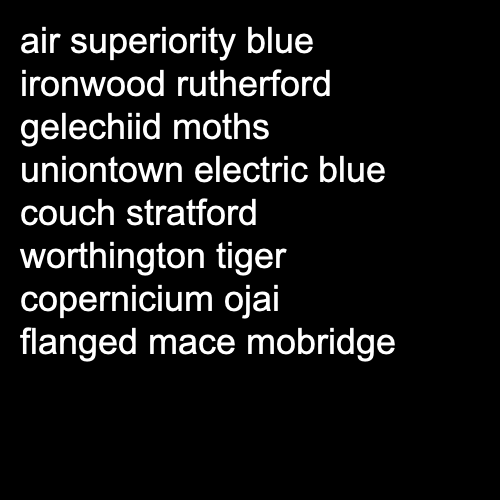 air superiority blue
ironwood rutherford
gelechiid moths
uniontown electric blue
couch stratford
worthington tiger
copernicium ojai
flanged mace mobridge